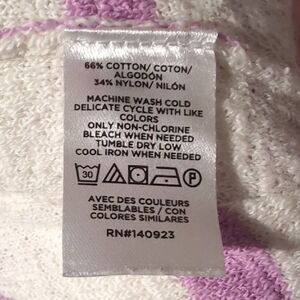 66% COTTON/ COTON/
ALGODÓN
34% NYLON/ NILÓN
MACHINE WASH COLD
DELICATE CYCLE WITH LIKE
COLORS
ONLY NON-CHLORINE
BLEACH WHEN NEEDED
TUMBLE DRY LOW
COOL IRON WHEN NEEDED
30
AVEC DES COULEURS
SEMBLABLES / CON
COLORES SIMILARES
RN#140923